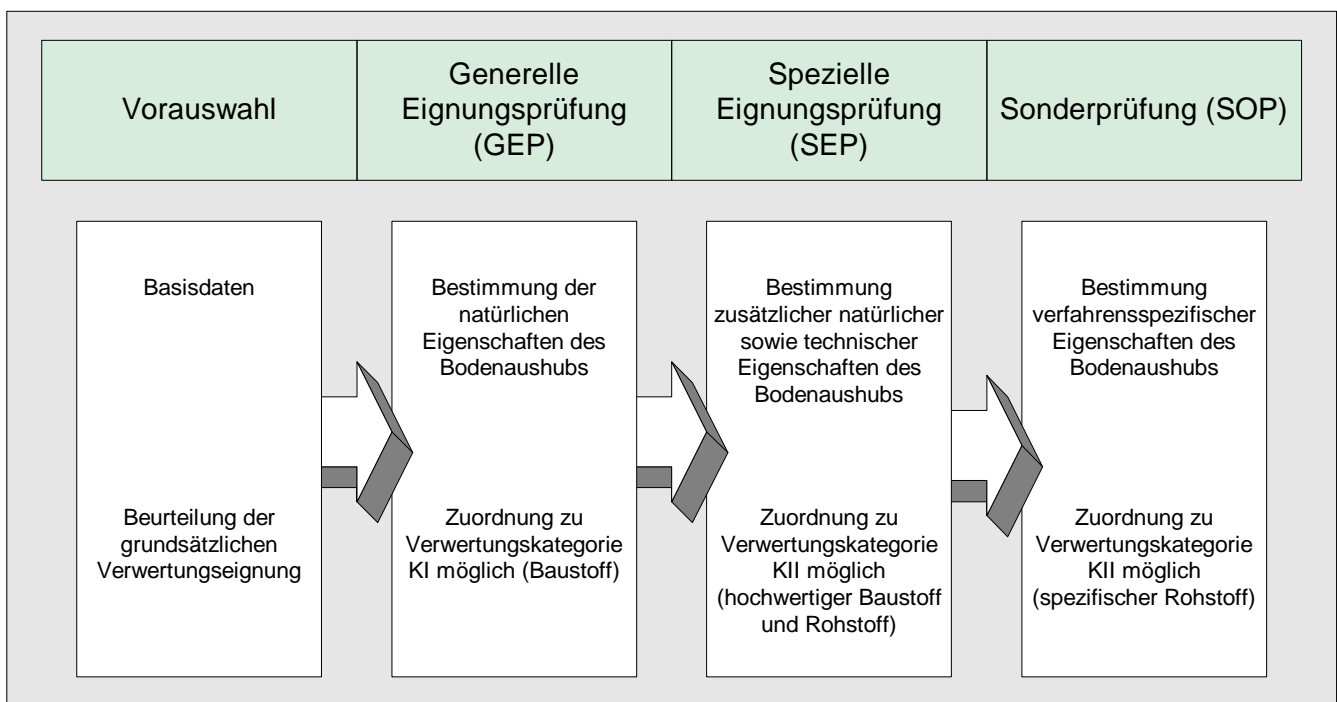 Vorauswahl
Generelle
Eignungsprüfung
(GEP)
Spezielle
Eignungsprüfung
(SEP)
Sonderprüfung (SOP)
Basisdaten
Beurteilung der
grundsätzlichen
Verwertungseignung
Bestimmung der
natürlichen
Eigenschaften des
Bodenaushubs
Zuordnung zu
Verwertungskategorie
KI möglich (Baustoff)
Bestimmung
zusätzlicher natürlicher
sowie technischer
Eigenschaften des
Bodenaushubs
Zuordnung zu
Verwertungskategorie
KII möglich
(hochwertiger Baustoff
und Rohstoff)
Bestimmung
verfahrensspezifischer
Eigenschaften des
Bodenaushubs
Zuordnung zu
Verwertungskategorie
KII möglich
(spezifischer Rohstoff)